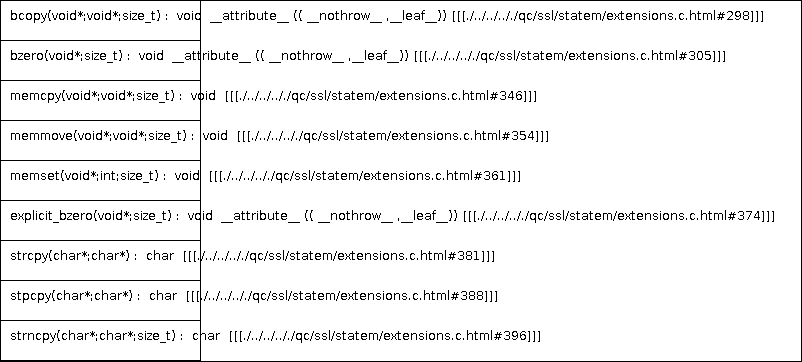 bcopy(void*;void*;size_t) : void __attribute__ (( __nothrow__ ,__leaf__)) [[[./../../../../qc/ssl/statem/extensions.c.html#298]]]
bzero(void*;size_t) : void __attribute__ (( __nothrow__ ,__leaf__)) [[[./../../../../qc/ssl/statem/extensions.c.html#305]]]
memcpy(void*;void*;size_t) : void [[[./../../../../qc/ssl/statem/extensions.c.html#346]]]
memmove(void*;void*;size_t) : void [[[./../../../../qc/ssl/statem/extensions.c.html#354]]]
memset(void*;int;size_t) : void [[[./../../../../qc/ssl/statem/extensions.c.html#361]]]
explicit_bzero(void*;size_t) : void __attribute__ (( __nothrow__ ,__leaf__)) [[[./../../../../qc/ssl/statem/extensions.c.html#374]]]
strcpy(char*;char*) : char [[[./../../../../qc/ssl/statem/extensions.c.html#381]]]
stpcpy(char*;char*) : char [[[./../../../../qc/ssl/statem/extensions.c.html#388]]]
strncpy(char*;char*;size_t) : char [[[./../../../../qc/ssl/statem/extensions.c.html#396]]]